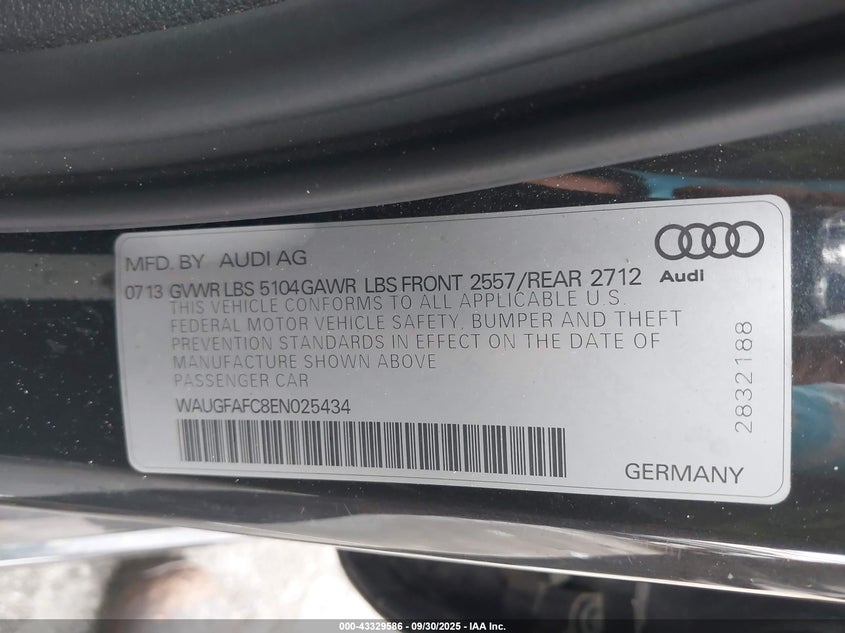 MFD. BY AUDI AG
Audi
07 13 GVWR LBS 5104 GAWR LBS FRONT 2557/REAR 2712
THIS VEHICLE CONFORMS TO ALL APPLICABLE U.S.
FEDERAL MOTOR VEHICLE SAFETY, BUMPER AND THEFT
PREVENTION STANDARDS IN EFFECT ON THE DATE OF
MANUFACTURE SHOWN ABOVE
PASSENGER CAR
WAUGFAFC8EN025434
2832188
GERMANY
000-43329586 - 09/30/2025 - IAA Inc.